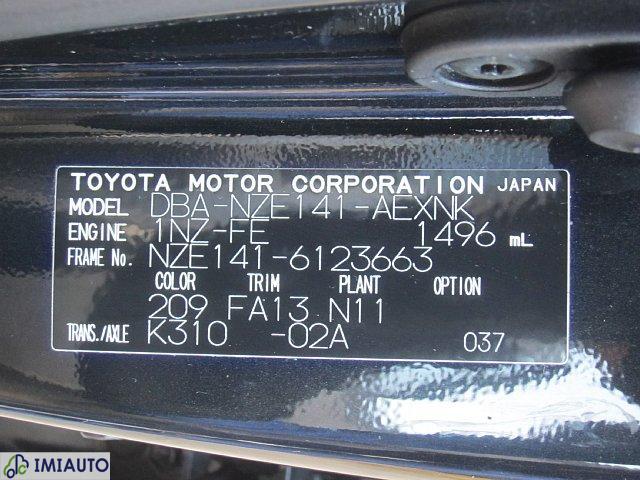 TOYOTA MOTOR CORPORATION JAPAN
MODEL DBA-NZE141-AEXNK
ENGINE 1NZ-FE 1496 mL
FRAME No. NZE141-6123663
COLOR TRIM PLANT OPTION
209 FA13 N11
TRANS./AXLE K310 -02A 037
IMIAUTO